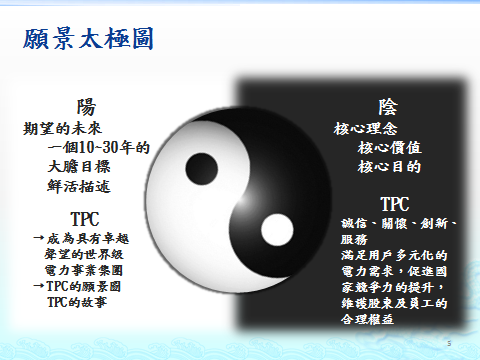 願景太極圖
陽
期望的未來
一個10~30年的
大膽目標
鮮活描述
TPC
→成為具有卓越
聲望的世界級
電力事業集團
→TPC的願景圖
TPC的故事
陰
核心理念
核心價值
核心目的
TPC
誠信、關懷、創新、
服務
滿足用戶多元化的
電力需求，促進國
家競爭力的提升，
維護股東及員工的
合理權益
5